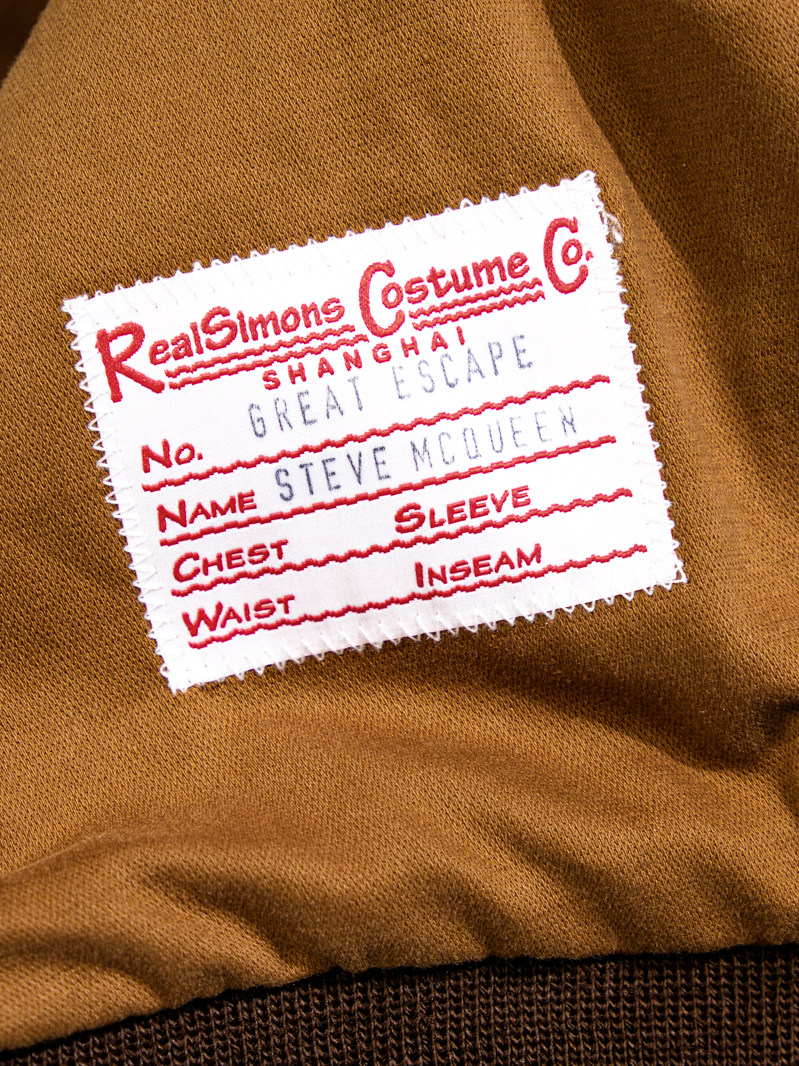 RealSimons Costume Co.
SHANGHAI
No. GREAT ESCAPE
NAME STEVE MCQUEEN
CHEST SLEEVE
WAIST INSEAM